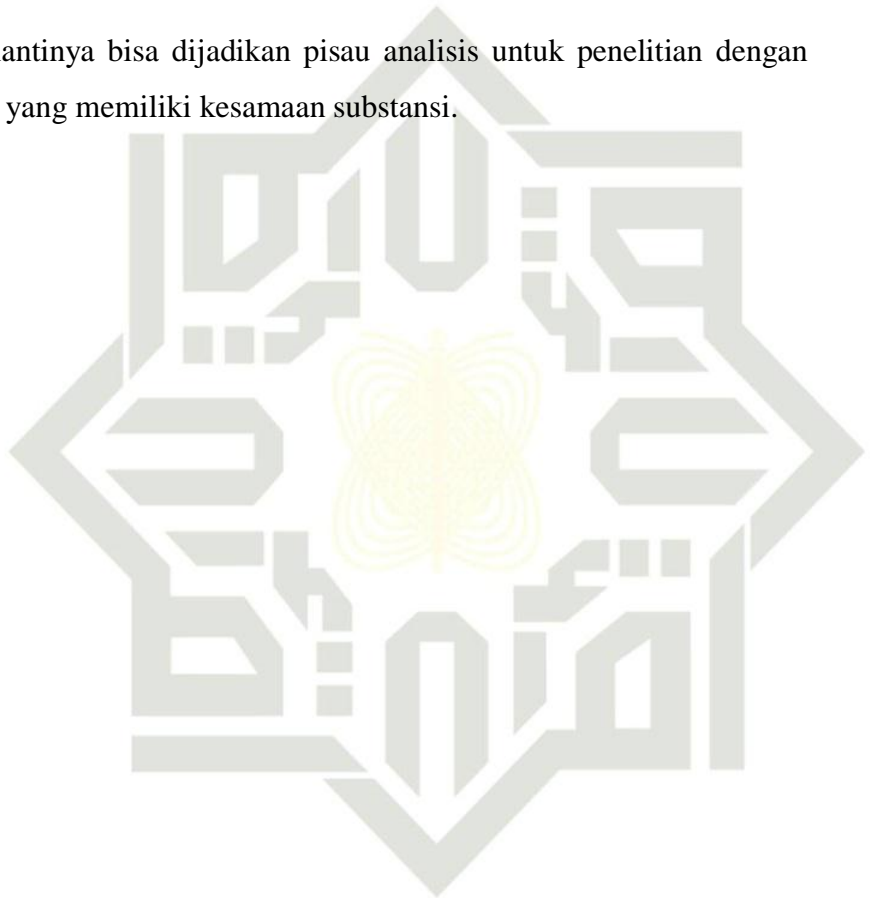 antinya bisa dijadikan pisau analisis untuk penelitian dengan
yang memiliki kesamaan substansi.